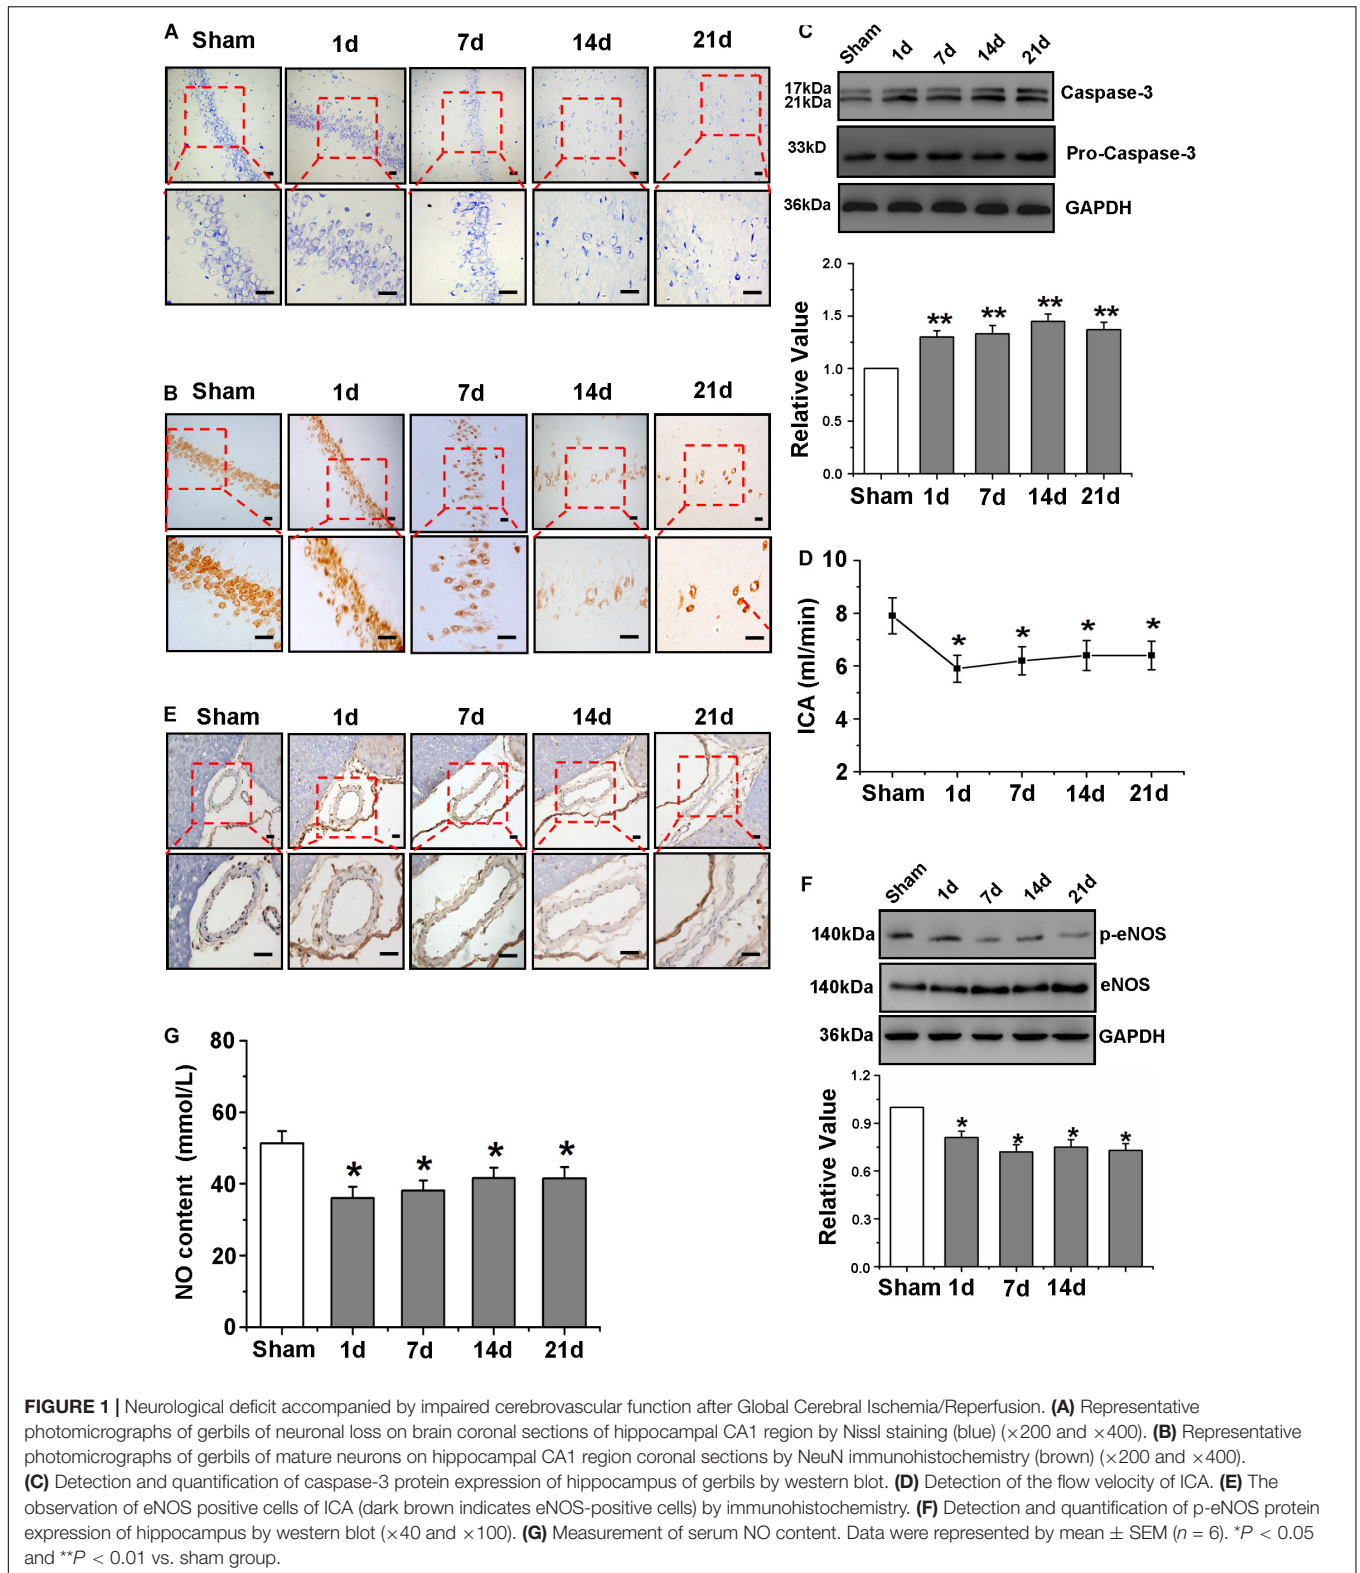 A
Sham 1d 7d 14d 21d
B
Sham 1d 7d 14d 21d
E
Sham 1d 7d 14d 21d
G
NO content (mmol/L)
80
60
40
20
0
* * * *
Sham 1d 7d 14d 21d
C
Sham 1d 7d 14d 21d
17kDa
21kDa
Caspase-3
33kD
Pro-Caspase-3
36kDa
GAPDH
Relative Value
2.0
1.5
1.0
0.5
0.0
** ** ** **
Sham 1d 7d 14d 21d
D
ICA (ml/min)
10
8
6
4
2
* * * *
Sham 1d 7d 14d 21d
F
Sham 1d 7d 14d 21d
140kDa
p-eNOS
140kDa
eNOS
36kDa
GAPDH
Relative Value
1.2
0.9
0.6
0.3
0.0
* * * *
Sham 1d 7d 14d
FIGURE 1 | Neurological deficit accompanied by impaired cerebrovascular function after Global Cerebral Ischemia/Reperfusion. (A) Representative
photomicrographs of gerbils of neuronal loss on brain coronal sections of hippocampal CA1 region by Nissl staining (blue) (×200 and ×400). (B) Representative
photomicrographs of gerbils of mature neurons on hippocampal CA1 region coronal sections by NeuN immunohistochemistry (brown) (×200 and ×400).
(C) Detection and quantification of caspase-3 protein expression of hippocampus of gerbils by western blot. (D) Detection of the flow velocity of ICA. (E) The
observation of eNOS positive cells of ICA (dark brown indicates eNOS-positive cells) by immunohistochemistry. (F) Detection and quantification of p-eNOS protein
expression of hippocampus by western blot (×40 and ×100). (G) Measurement of serum NO content. Data were represented by mean ± SEM (n = 6). *P < 0.05
and **P < 0.01 vs. sham group.